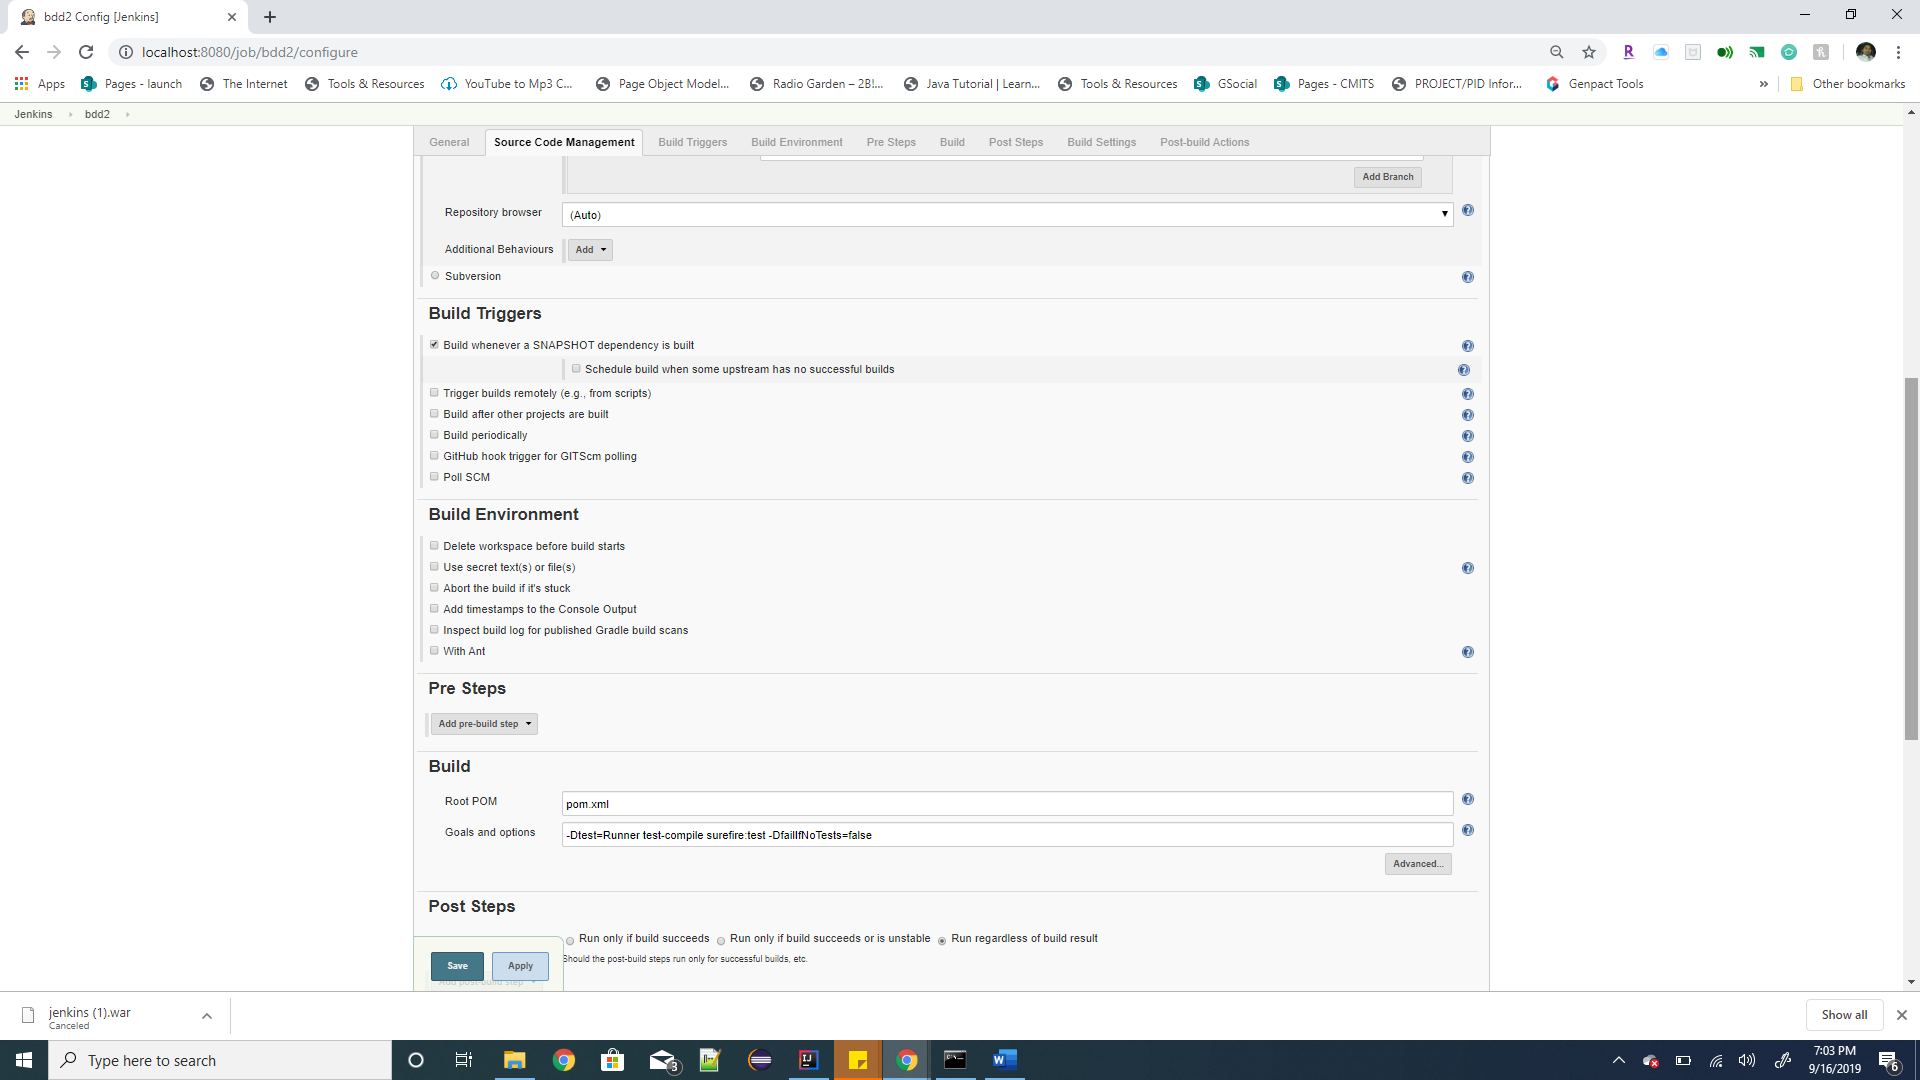 bdd2 Config [Jenkins]
localhost:8080/job/bdd2/configure
Apps Pages - launch The Internet Tools & Resources YouTube to Mp3 C... Page Object Model... Radio Garden – 2B!... Java Tutorial | Learn... Tools & Resources GSocial Pages - CMITS PROJECT/PID Infor... Genpact Tools » Other bookmarks
Jenkins bdd2
General Source Code Management Build Triggers Build Environment Pre Steps Build Post Steps Build Settings Post-build Actions
Add Branch
Repository browser (Auto)
Additional Behaviours Add
Subversion
Build Triggers
Build whenever a SNAPSHOT dependency is built
Schedule build when some upstream has no successful builds
Trigger builds remotely (e.g., from scripts)
Build after other projects are built
Build periodically
GitHub hook trigger for GITScm polling
Poll SCM
Build Environment
Delete workspace before build starts
Use secret text(s) or file(s)
Abort the build if it's stuck
Add timestamps to the Console Output
Inspect build log for published Gradle build scans
With Ant
Pre Steps
Add pre-build step
Build
Root POM pom.xml
Goals and options -Dtest=Runner test-compile surefire:test -DfailIfNoTests=false
Advanced...
Post Steps
Run only if build succeeds Run only if build succeeds or is unstable Run regardless of build result
Should the post-build steps run only for successful builds, etc.
Save Apply
Add post-build step
jenkins (1).war
Canceled
Show all
Type here to search
3
7:03 PM
9/16/2019
6